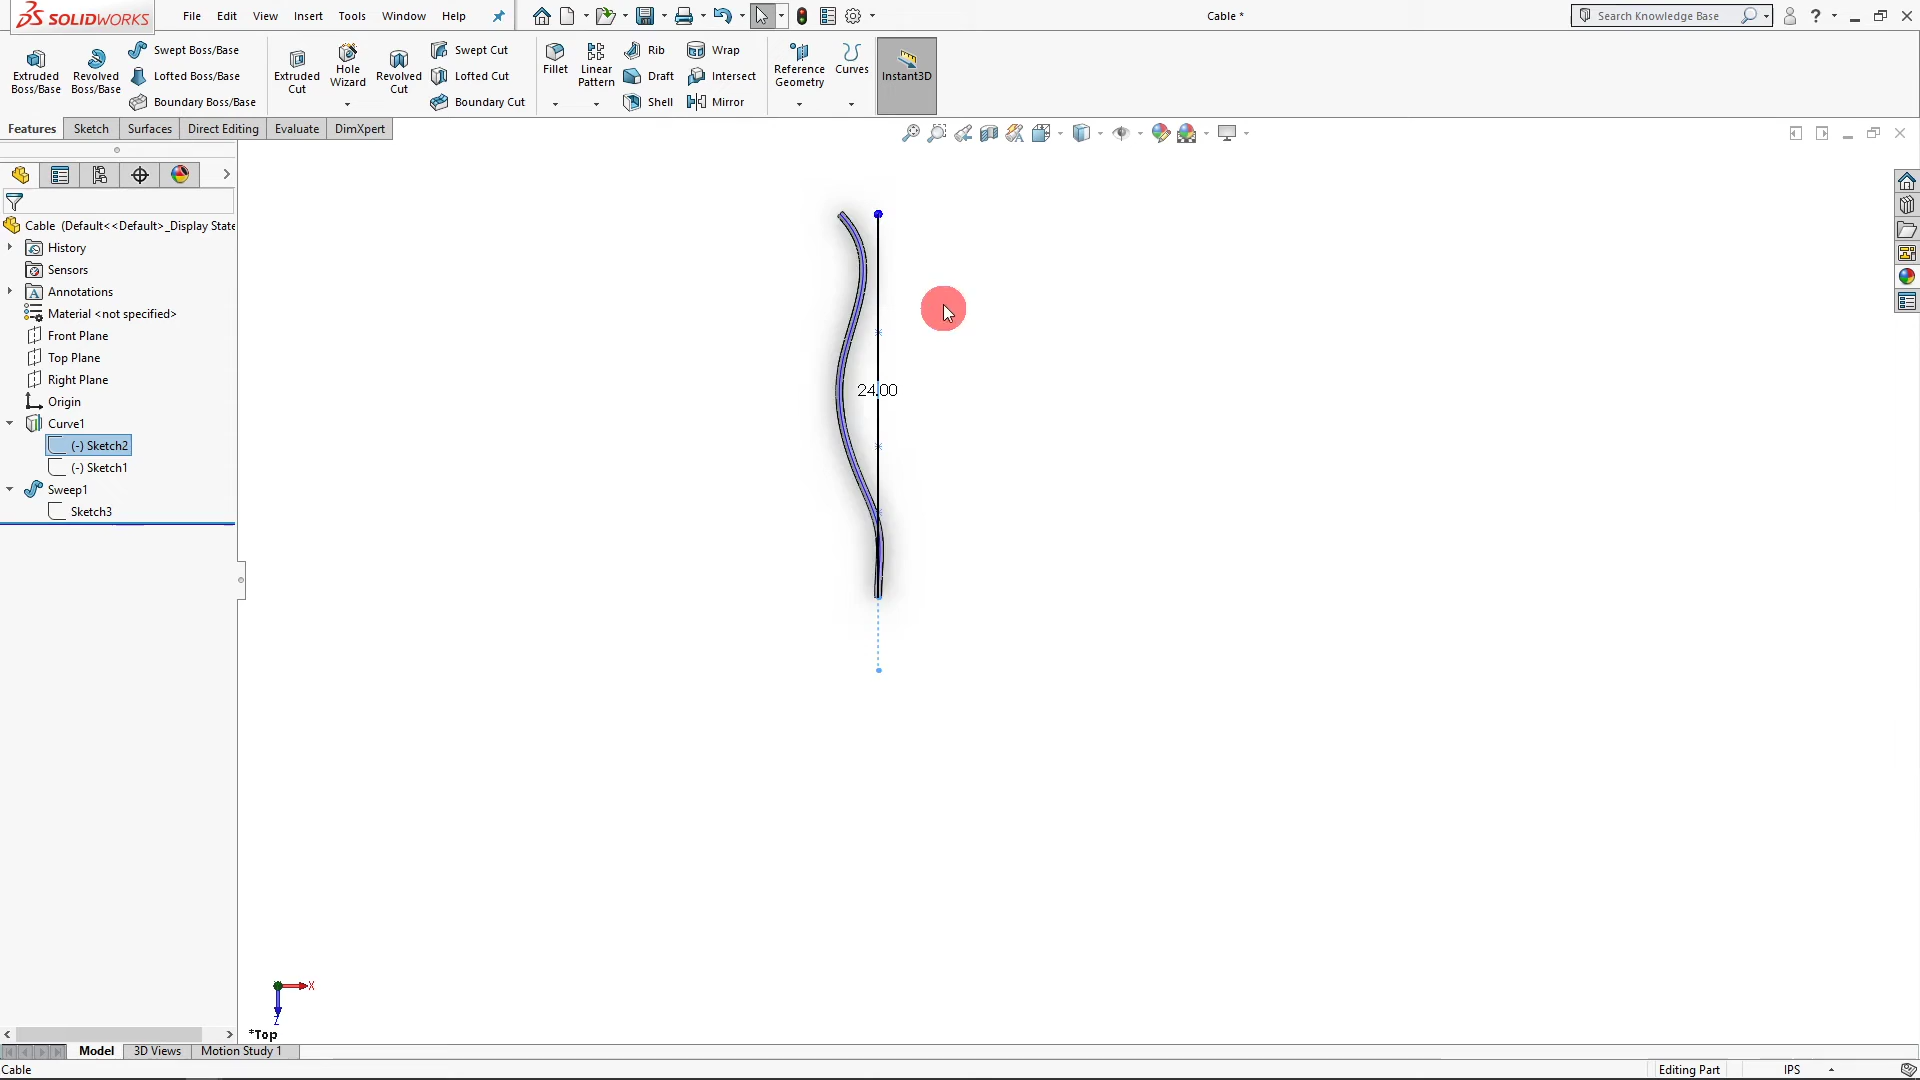 SOLIDWORKS
File Edit View Insert Tools Window Help
Cable *
Search Knowledge Base
Extruded Boss/Base
Revolved Boss/Base
Swept Boss/Base
Lofted Boss/Base
Boundary Boss/Base
Extruded Cut
Hole Wizard
Revolved Cut
Swept Cut
Lofted Cut
Boundary Cut
Fillet
Linear Pattern
Rib
Draft
Shell
Wrap
Intersect
Mirror
Reference Geometry
Curves
Instant3D
Features Sketch Surfaces Direct Editing Evaluate DimXpert
Cable (Default<<Default>_Display State
History
Sensors
Annotations
Material <not specified>
Front Plane
Top Plane
Right Plane
Origin
Curve1
(-) Sketch2
(-) Sketch1
Sweep1
Sketch3
24.00
X
Z
*Top
Model 3D Views Motion Study 1
Cable
Editing Part
IPS